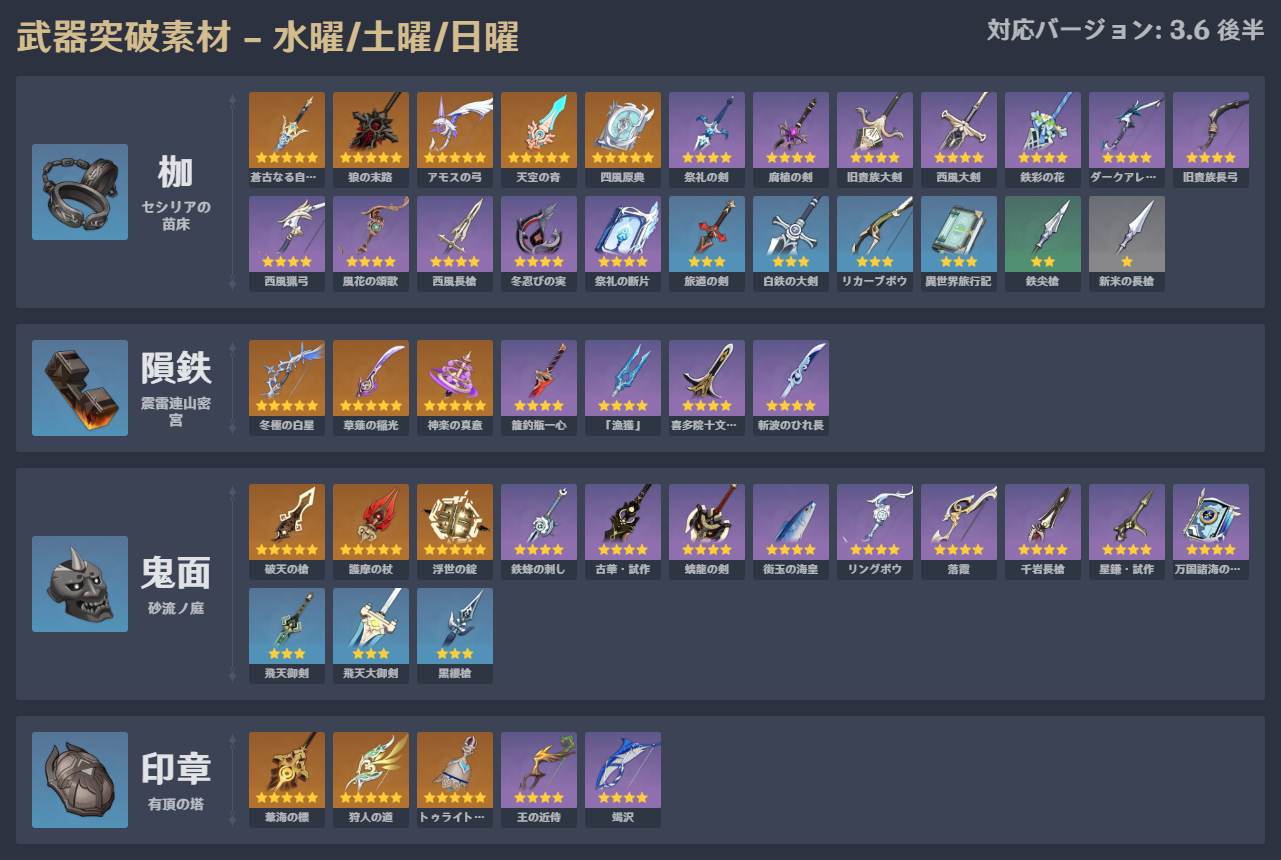 武器突破素材 – 水曜/土曜/日曜
対応バージョン: 3.6 後半
枷
セシリアの
苗床
蒼古なる自…
狼の末路
アモスの弓
天空の脊
四風原典
祭礼の剣
腐植の剣
旧貴族大剣
西風大剣
鉄彩の花
ダークアレ…
旧貴族長弓
西風猟弓
風花の頌歌
西風長槍
冬忍びの実
祭礼の断片
旅道の剣
白鉄の大剣
リカーブボウ
異世界旅行記
鉄尖槍
新米の長槍
隕鉄
震雷連山密
宮
冬極の白星
草薙の稲光
神楽の真意
籠釣瓶一心
「漁獲」
喜多院十文…
斬波のひれ長
鬼面
砂流ノ庭
破天の槍
護摩の杖
浮世の錠
鉄蜂の刺し
古華・試作
螭龍の剣
銜玉の海皇
リングボウ
落霞
千岩長槍
星鎌・試作
万国諸海の…
飛天御剣
飛天大御剣
黒纓槍
印章
有頂の塔
葦海の標
狩人の道
トゥライト…
王の近侍
蝎沢